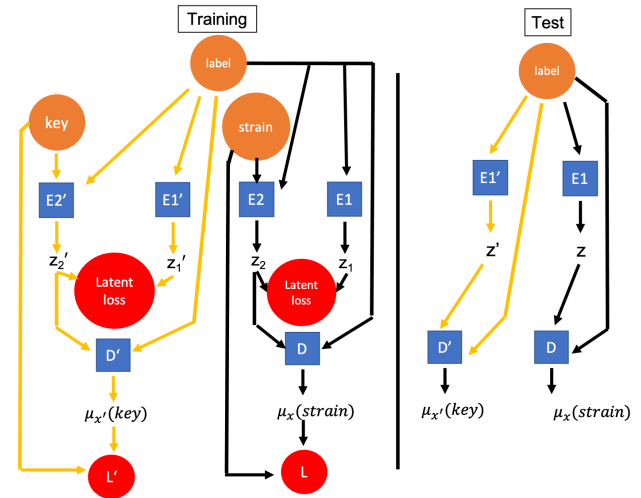 Training
Test
label
label
key
strain
E1'
E1
E2'
E1'
E2
E1
z'
z
z₂'
z₁'
z₂
z₁
Latent
loss
Latent
loss
D'
D
D‘
D
μₓ′(key)
μₓ(strain)
μₓ′(key)
μₓ(strain)
L‘
L